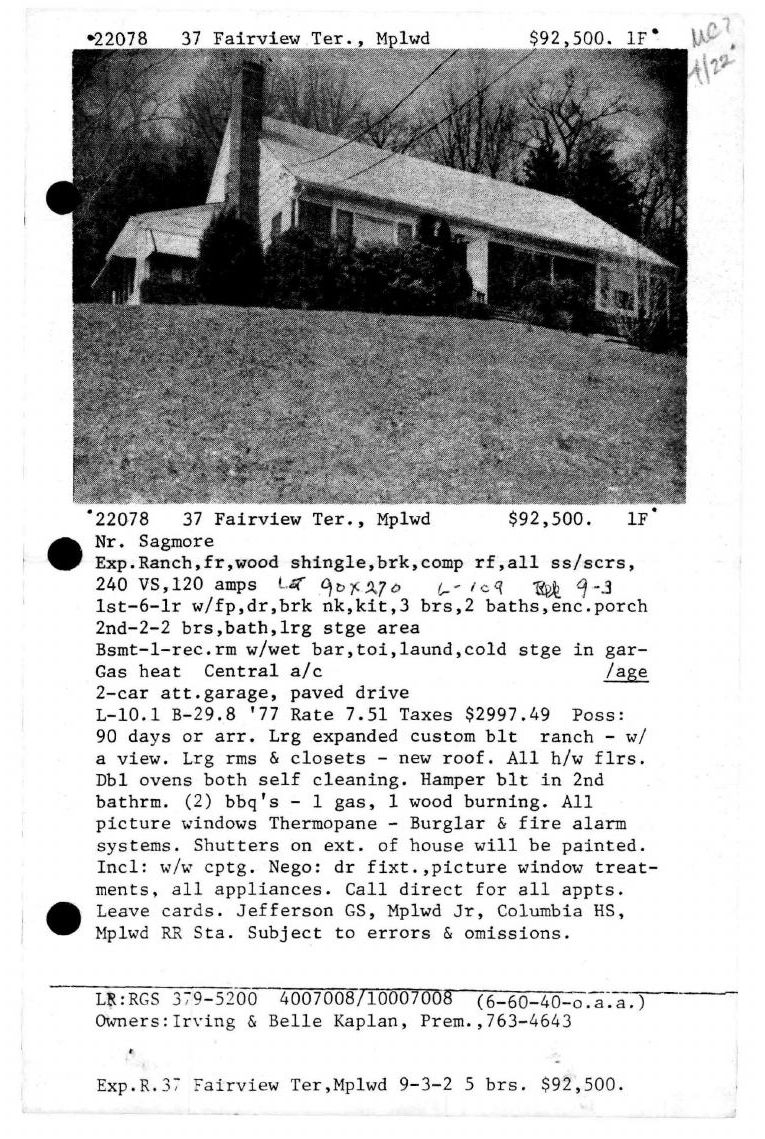 22078 37 Fairview Ter., Mplwd $92,500. 1F
MC?
4/22
22078 37 Fairview Ter., Mplwd $92,500. 1F
Nr. Sagmore
Exp.Ranch,fr,wood shingle,brk,comp rf,all ss/scrs,
240 VS,120 amps Lot 90x270 L-109 9-3
1st-6-lr w/fp,dr,brk nk,kit,3 brs,2 baths,enc.porch
2nd-2-2 brs,bath,lrg stge area
Bsmt-1-rec.rm w/wet bar,toi,laund,cold stge in gar-
Gas heat Central a/c /age
2-car att.garage, paved drive
L-10.1 B-29.8 '77 Rate 7.51 Taxes $2997.49 Poss:
90 days or arr. Lrg expanded custom blt ranch - w/
a view. Lrg rms & closets - new roof. All h/w flrs.
Dbl ovens both self cleaning. Hamper blt in 2nd
bathrm. (2) bbq's - 1 gas, 1 wood burning. All
picture windows Thermopane - Burglar & fire alarm
systems. Shutters on ext. of house will be painted.
Incl: w/w cptg. Nego: dr fixt.,picture window treat-
ments, all appliances. Call direct for all appts.
Leave cards. Jefferson GS, Mplwd Jr, Columbia HS,
Mplwd RR Sta. Subject to errors & omissions.
LR:RGS 379-5200 4007008/10007008 (6-60-40-o.a.a.)
Owners:Irving & Belle Kaplan, Prem.,763-4643
Exp.R.37 Fairview Ter,Mplwd 9-3-2 5 brs. $92,500.